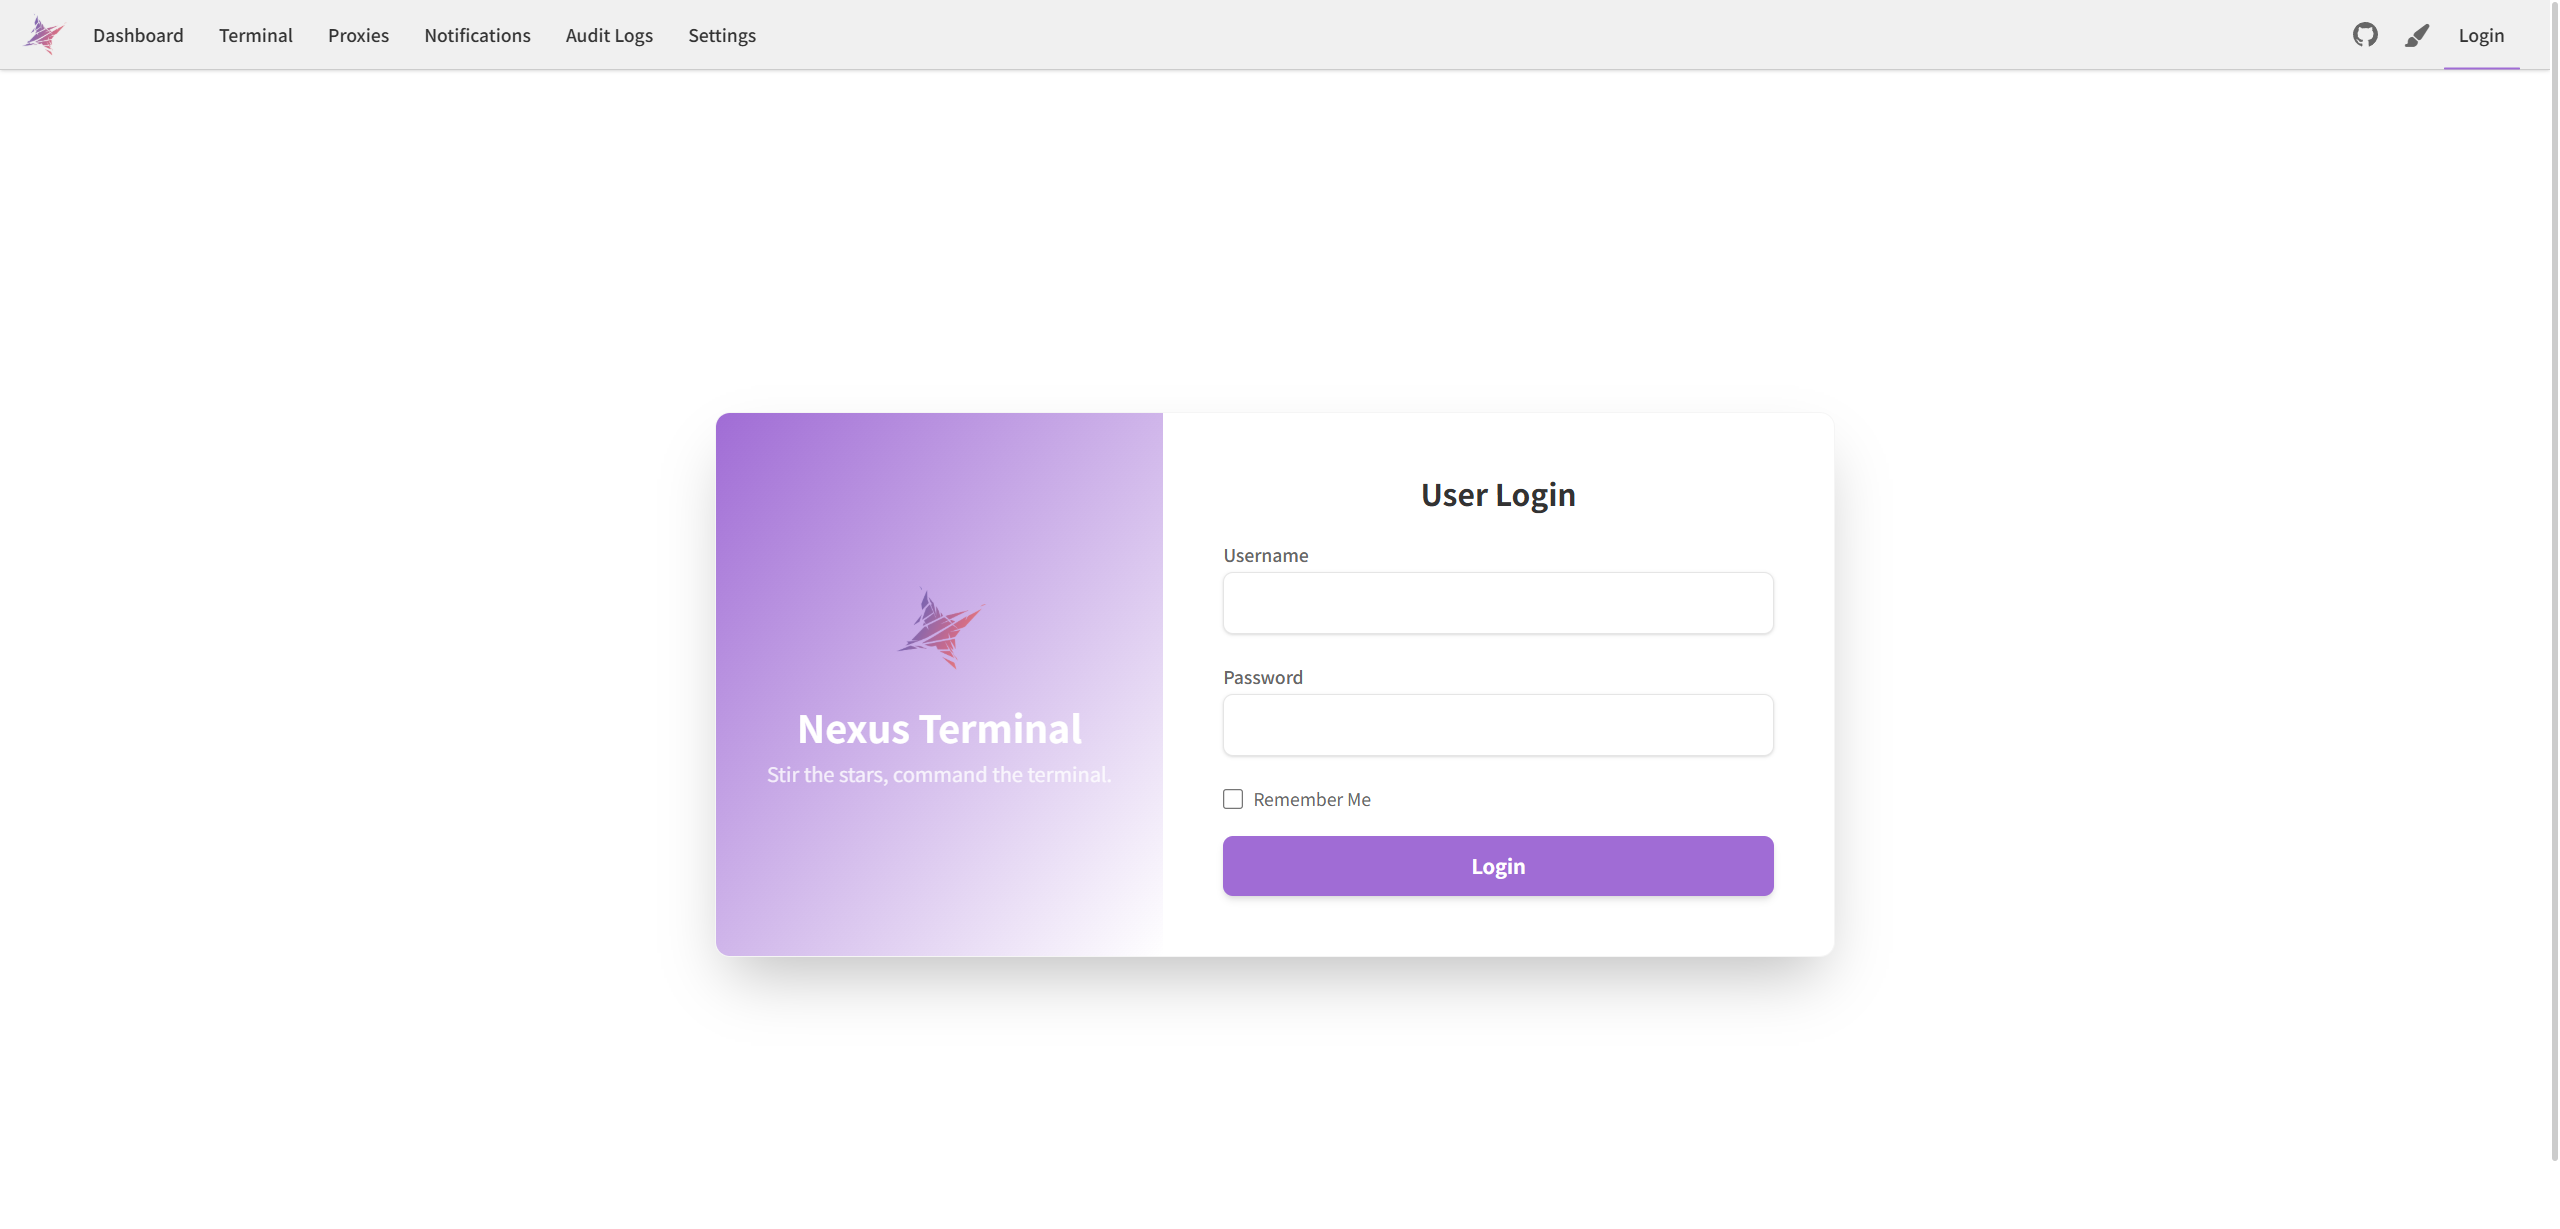 Dashboard Terminal Proxies Notifications Audit Logs Settings Login
Nexus Terminal
Stir the stars, command the terminal.
User Login
Username
Password
Remember Me
Login